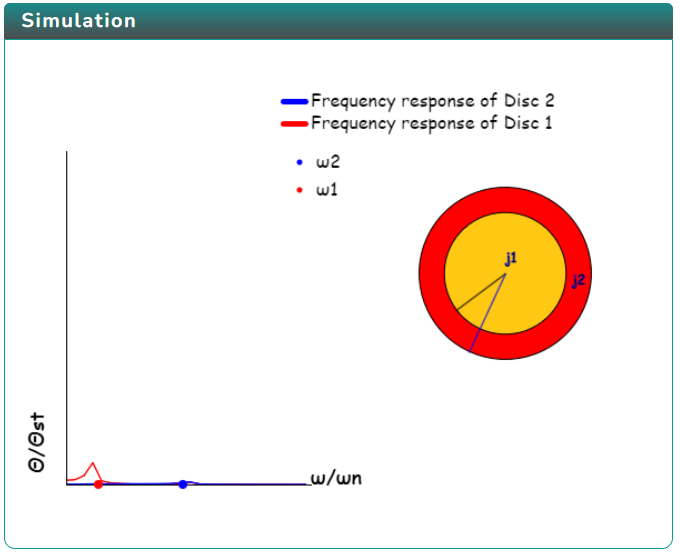 Simulation
Frequency response of Disc 2
Frequency response of Disc 1
ω2
ω1
j1
j2
Θ/Θst
ω/ωn